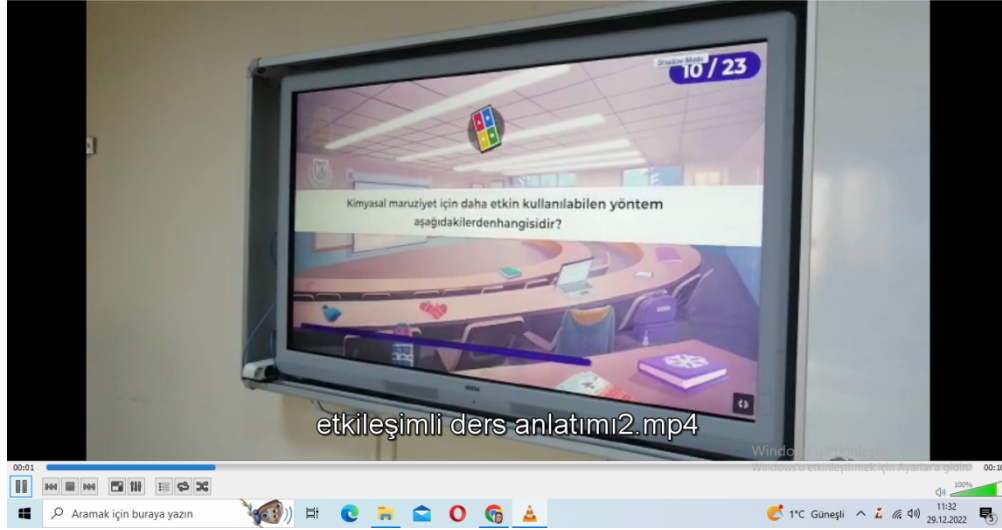 10 / 23
Kimyasal maruziyet için daha etkin kullanılabilen yöntem
aşağıdakilerdenhangisidir?
etkileşimli ders anlatımı2.mp4
00:01
100%
Aramak için buraya yazın
1°C Güneşli
11:32
29.12.2022